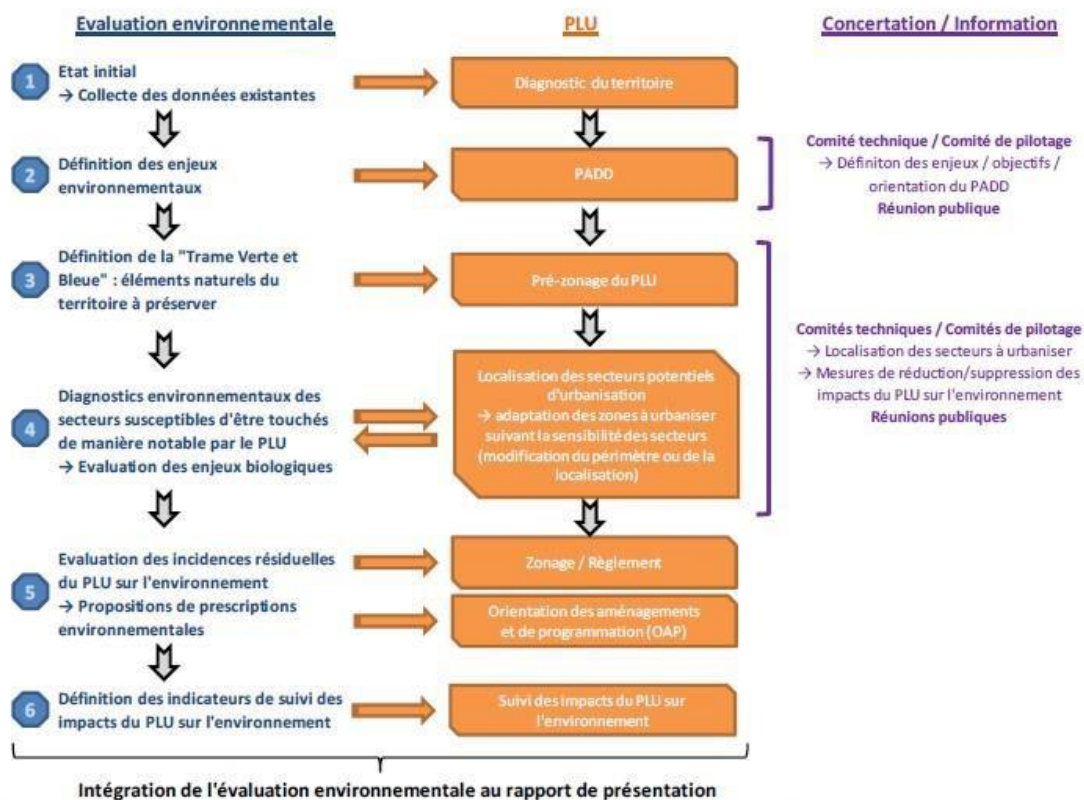 Evaluation environnementale
PLU
Concertation / Information
1
Etat initial
→ Collecte des données existantes
Diagnostic du territoire
2
Définition des enjeux
environnementaux
PADD
Comité technique / Comité de pilotage
→ Définiton des enjeux / objectifs /
orientation du PADD
Réunion publique
3
Définition de la "Trame Verte et
Bleue" : éléments naturels du
territoire à préserver
Pré-zonage du PLU
4
Diagnostics environnementaux des
secteurs susceptibles d'être touchés
de manière notable par le PLU
→ Evaluation des enjeux biologiques
Localisation des secteurs potentiels
d'urbanisation
→ adaptation des zones à urbaniser
suivant la sensibilité des secteurs
(modification du périmètre ou de la
localisation)
Comités techniques / Comités de pilotage
→ Localisation des secteurs à urbaniser
→ Mesures de réduction/suppression des
impacts du PLU sur l'environnement
Réunions publiques
5
Evaluation des incidences résiduelles
du PLU sur l'environnement
→ Propositions de prescriptions
environnementales
Zonage / Règlement
Orientation des aménagements
et de programmation (OAP)
6
Définition des indicateurs de suivi des
impacts du PLU sur l'environnement
Suivi des impacts du PLU sur
l'environnement
Intégration de l'évaluation environnementale au rapport de présentation